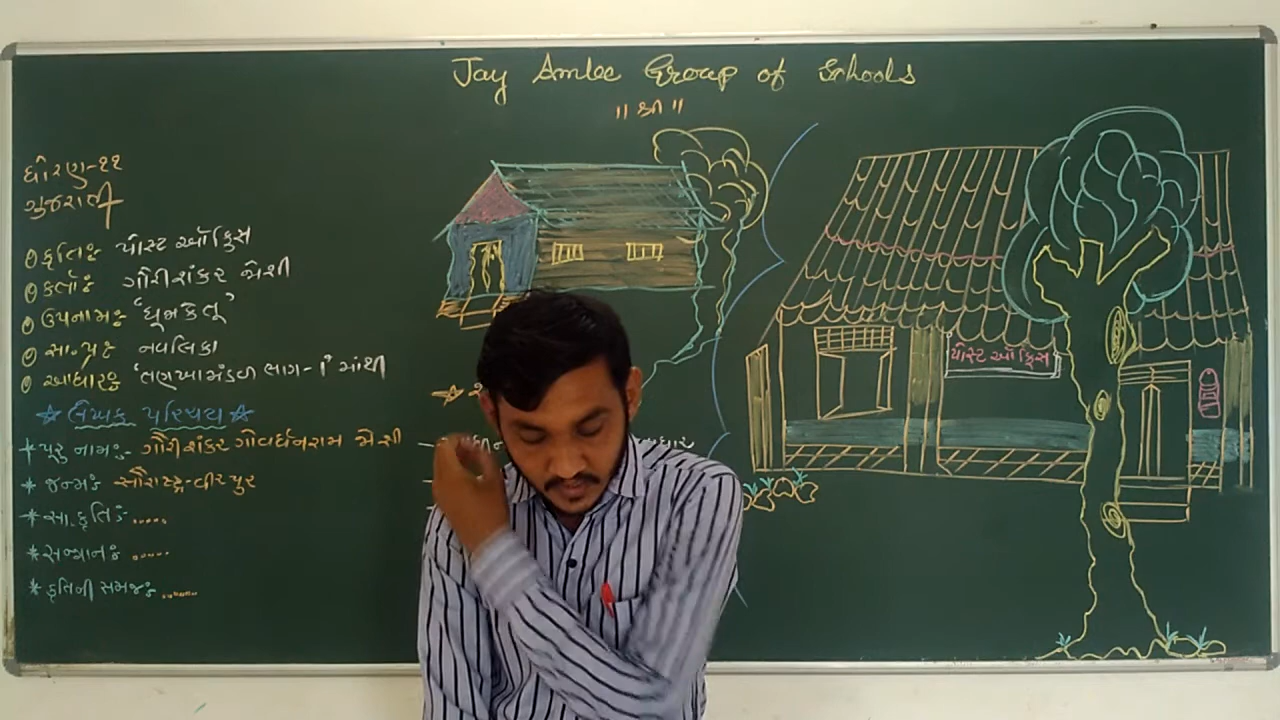 Jay Amlee Group of Schools
॥ શ્રી ॥
ધોરણ-૧૧
ગુજરાતી
કૃતિઃ પોસ્ટ ઑફિસ
કર્તાઃ ગૌરીશંકર જોશી
ઉપનામઃ 'ધૂમકેતૂ'
સા.પ્રઃ નવલિકા
આધારઃ 'તણખામંડળ ભાગ-1' માંથી
☆ લેખક પરિચય ☆
* પૂરુ નામઃ- ગૌરીશંકર ગોવર્ધનરામ જોશી
* જન્મઃ સૌરાષ્ટ્ર-વીરપુર
* સા.કૃતિઃ .....
* સન્માનઃ .....
* કૃતિની સમજઃ ......
પોસ્ટ ઑફિસ